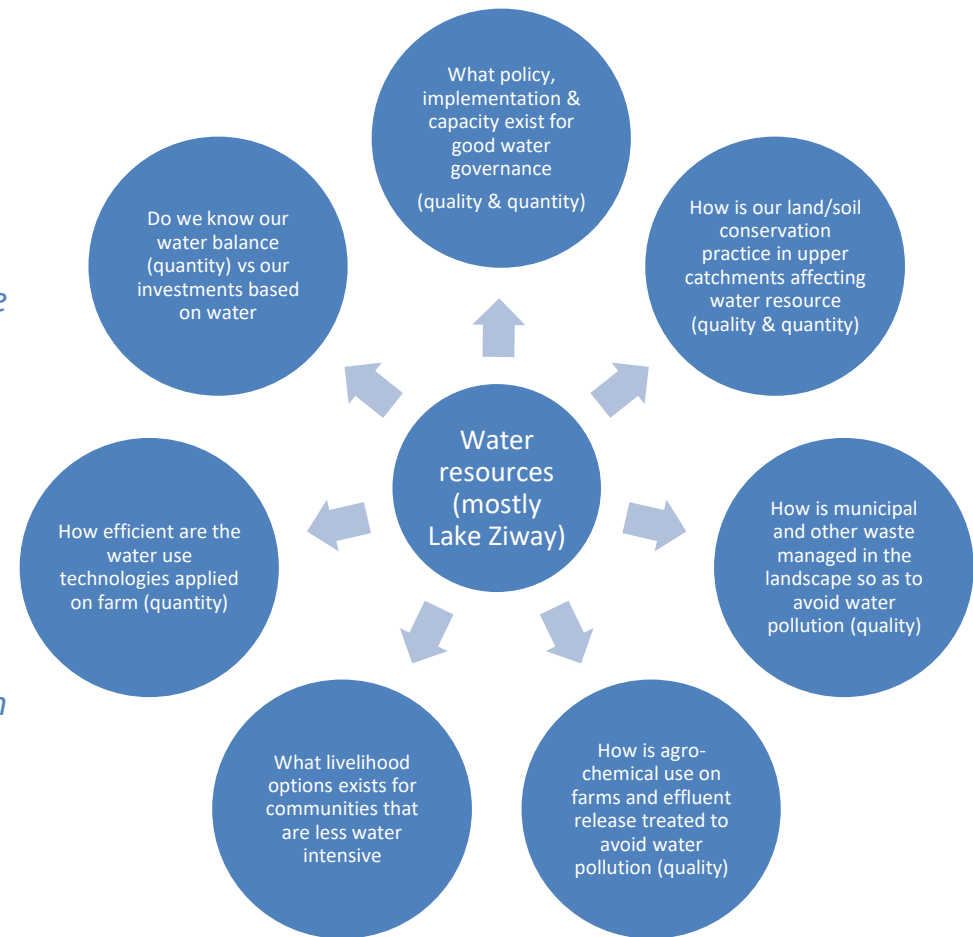 What policy,
implementation &
capacity exist for
good water
governance
(quality & quantity)
How is our land/soil
conservation
practice in upper
catchments affecting
water resource
(quality & quantity)
How is municipal
and other waste
managed in the
landscape so as to
avoid water
pollution (quality)
How is agro-
chemical use on
farms and effluent
release treated to
avoid water
pollution (quality)
What livelihood
options exists for
communities that
are less water
intensive
How efficient are the
water use
technologies applied
on farm (quantity)
Do we know our
water balance
(quantity) vs our
investments based
on water
Water
resources
(mostly
Lake Ziway)